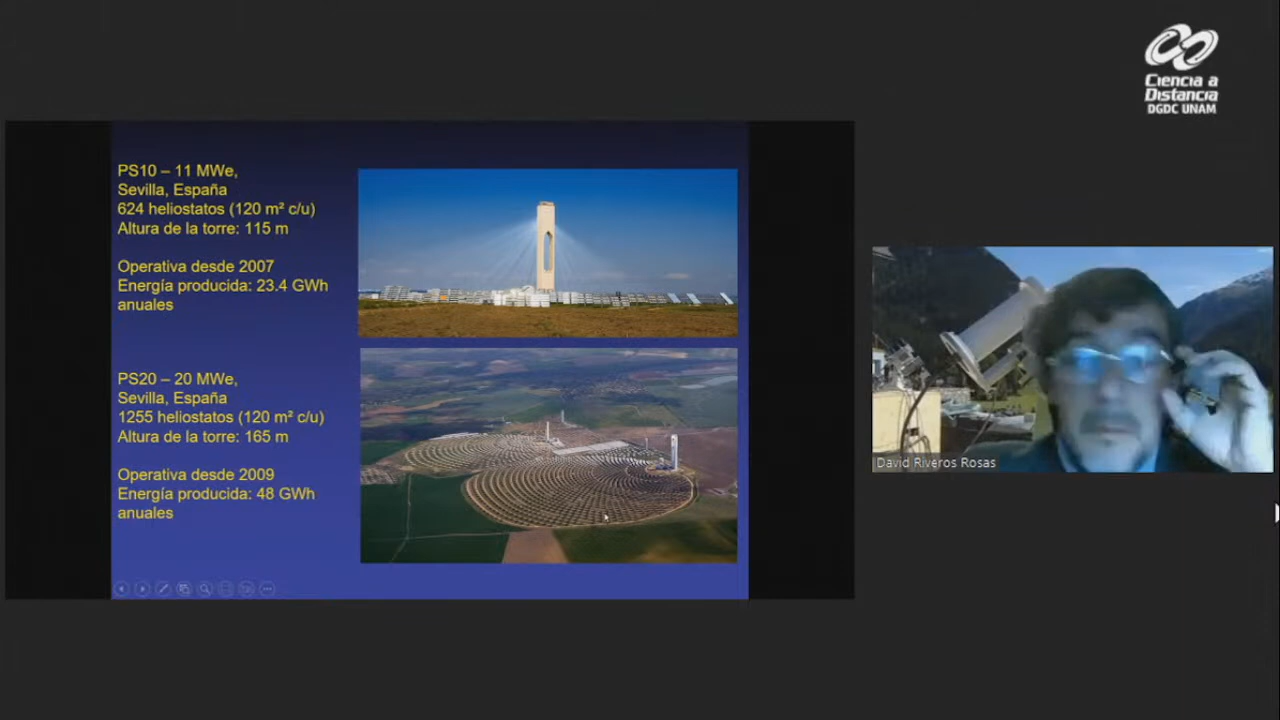 Ciencia a
Distancia
DGDC UNAM
PS10 – 11 MWe,
Sevilla, España
624 heliostatos (120 m² c/u)
Altura de la torre: 115 m
Operativa desde 2007
Energía producida: 23.4 GWh
anuales
PS20 – 20 MWe,
Sevilla, España
1255 heliostatos (120 m² c/u)
Altura de la torre: 165 m
Operativa desde 2009
Energía producida: 48 GWh
anuales
David Riveros Rosas